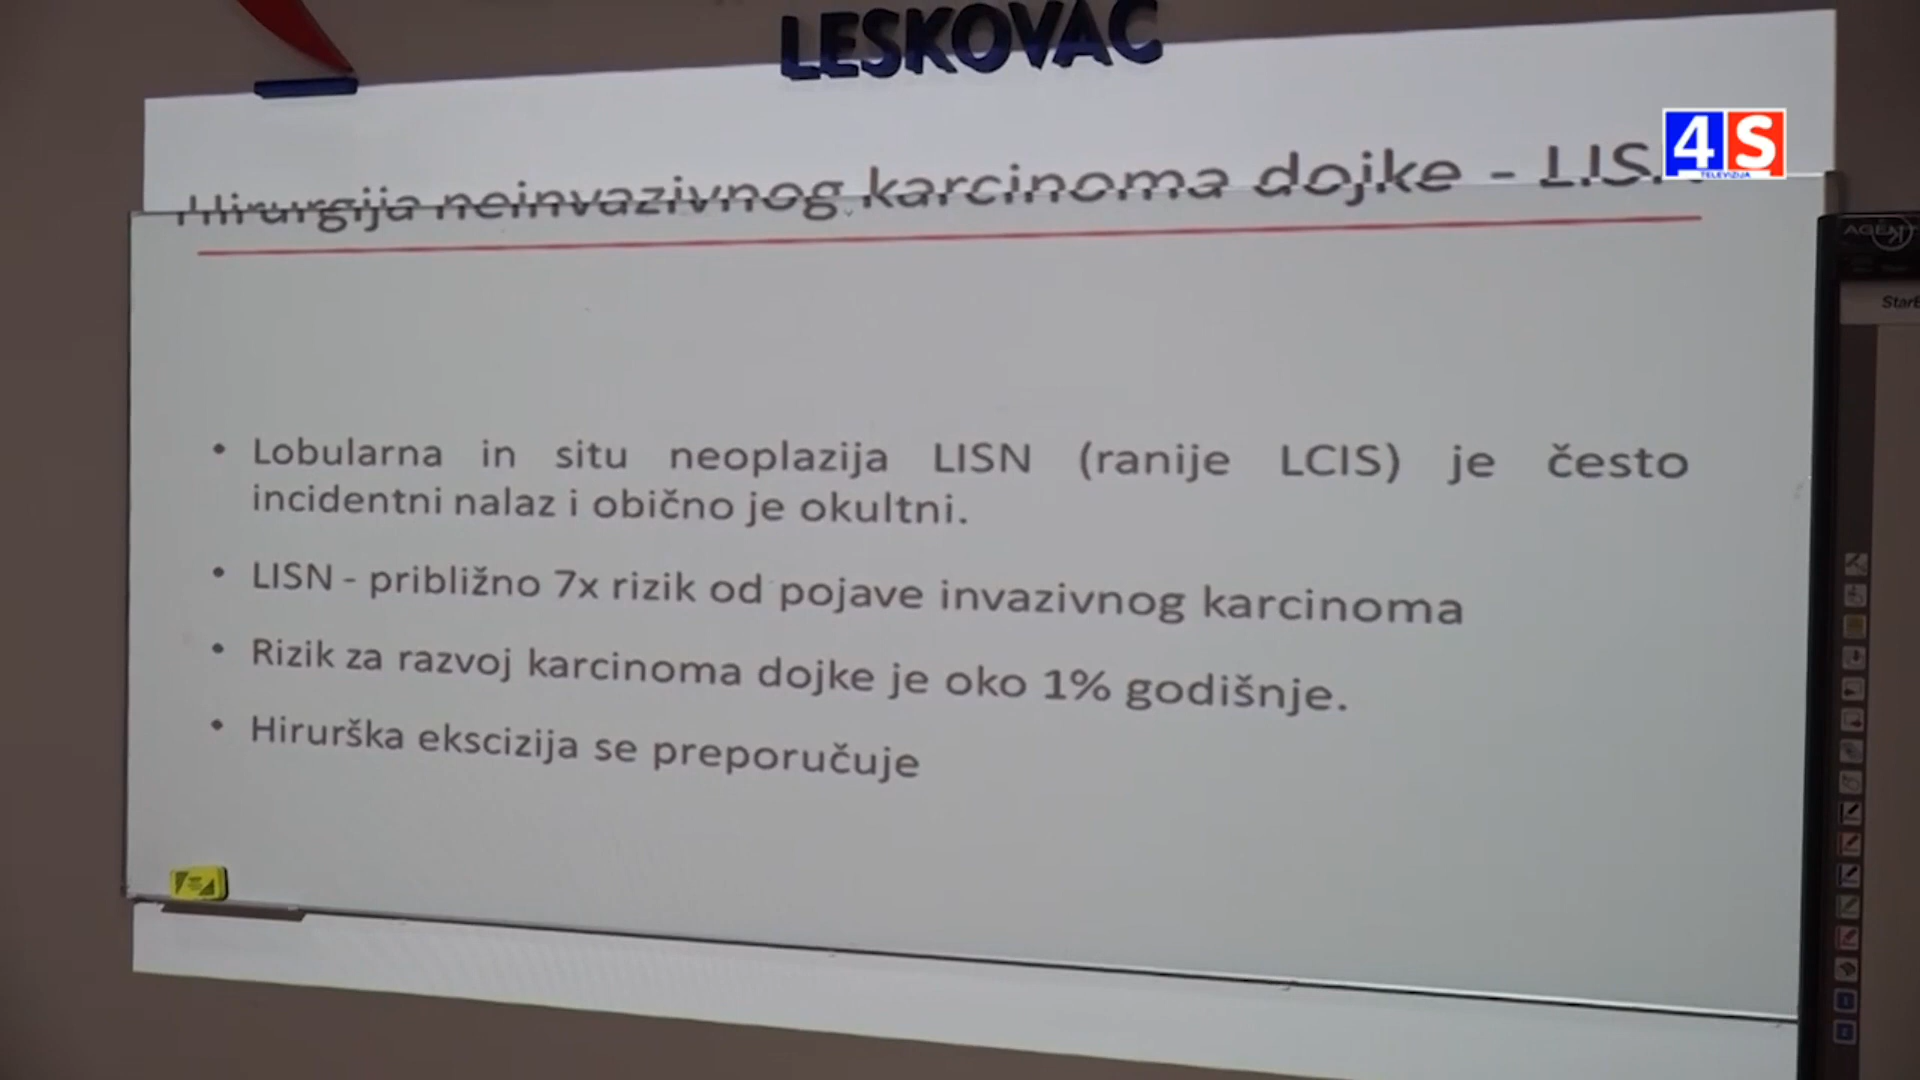 LESKOVAC
4S
TELEVIZIJA
Hirurgija neinvazivnog karcinoma dojke -
AGENT
• Lobularna in situ neoplazija LISN (ranije LCIS) je često
incidentni nalaz i obično je okultni.
• LISN - približno 7x rizik od pojave invazivnog karcinoma
• Rizik za razvoj karcinoma dojke je oko 1% godišnje.
• Hirurška ekscizija se preporučuje